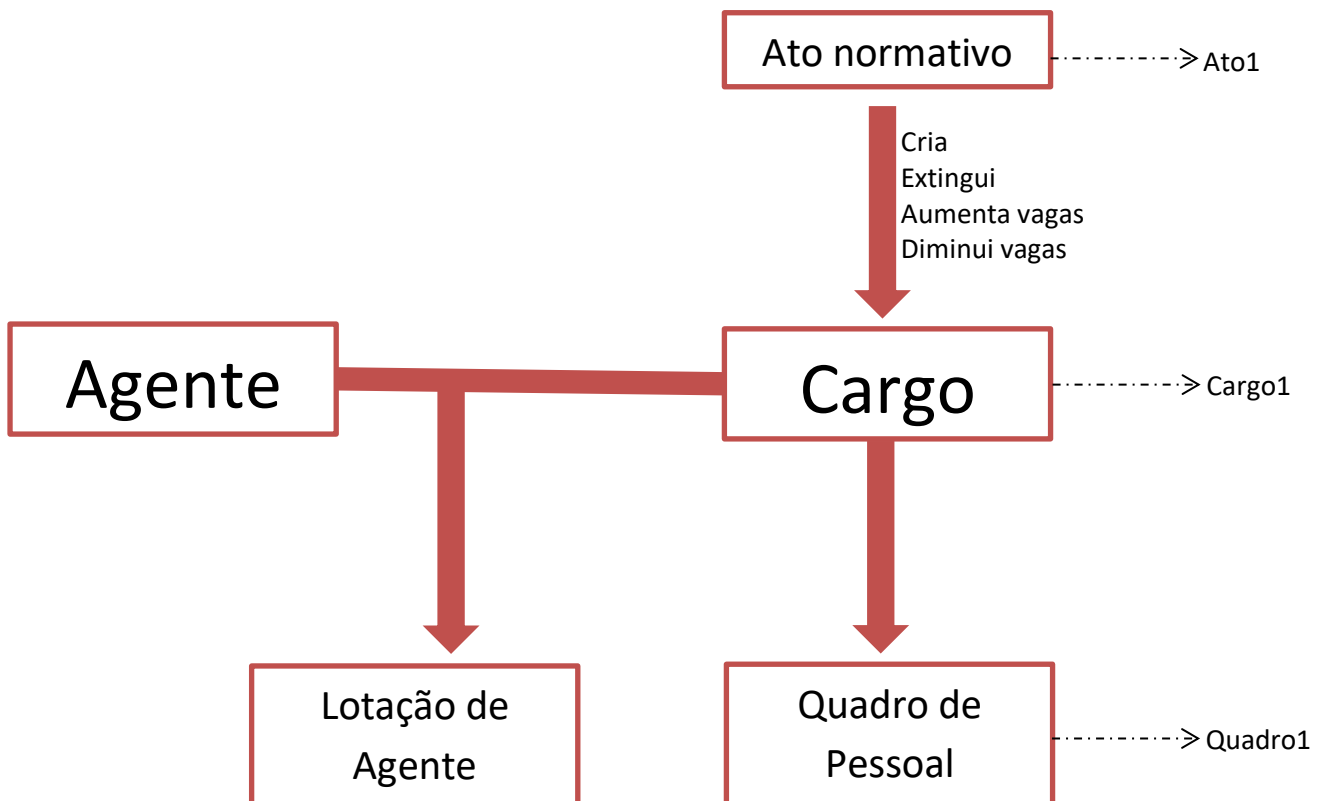 Ato normativo
Ato1
Cria
Extingui
Aumenta vagas
Diminui vagas
Agente
Cargo
Cargo1
Lotação de
Agente
Quadro de
Pessoal
Quadro1